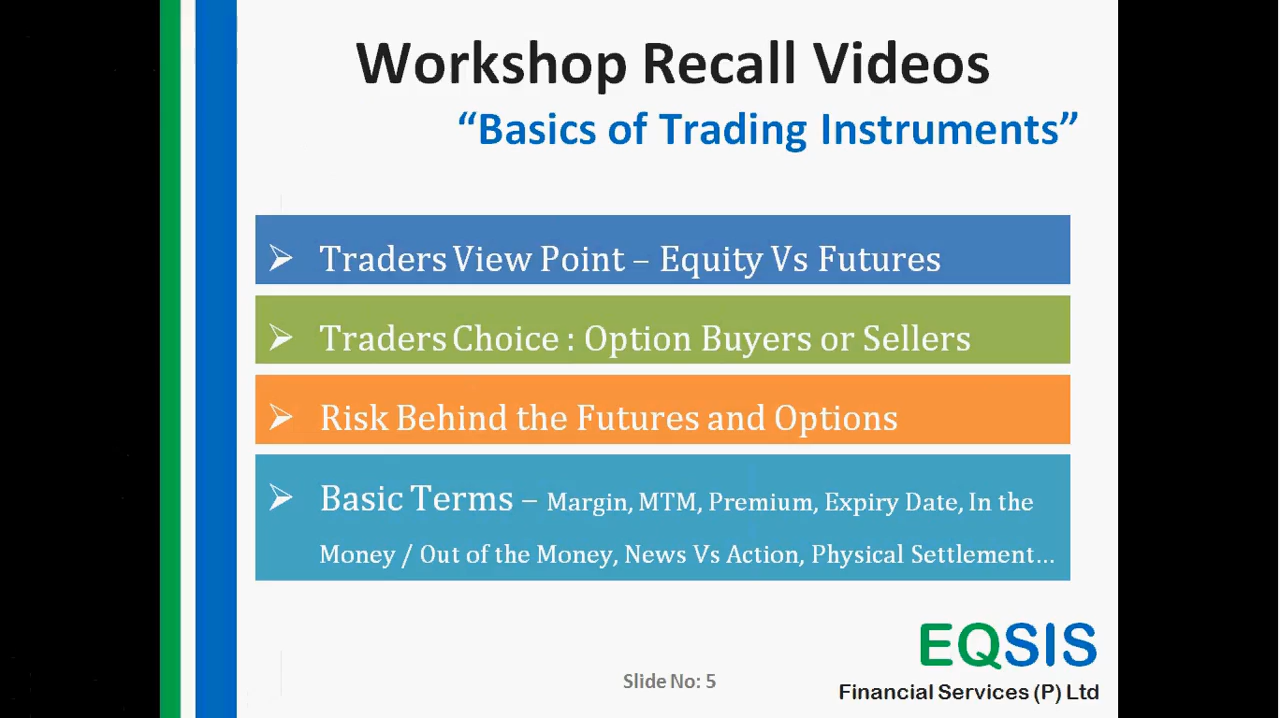 Workshop Recall Videos
“Basics of Trading Instruments”
➢ Traders View Point – Equity Vs Futures
➢ Traders Choice : Option Buyers or Sellers
➢ Risk Behind the Futures and Options
➢ Basic Terms – Margin, MTM, Premium, Expiry Date, In the
Money / Out of the Money, News Vs Action, Physical Settlement...
EQSIS
Slide No: 5
Financial Services (P) Ltd